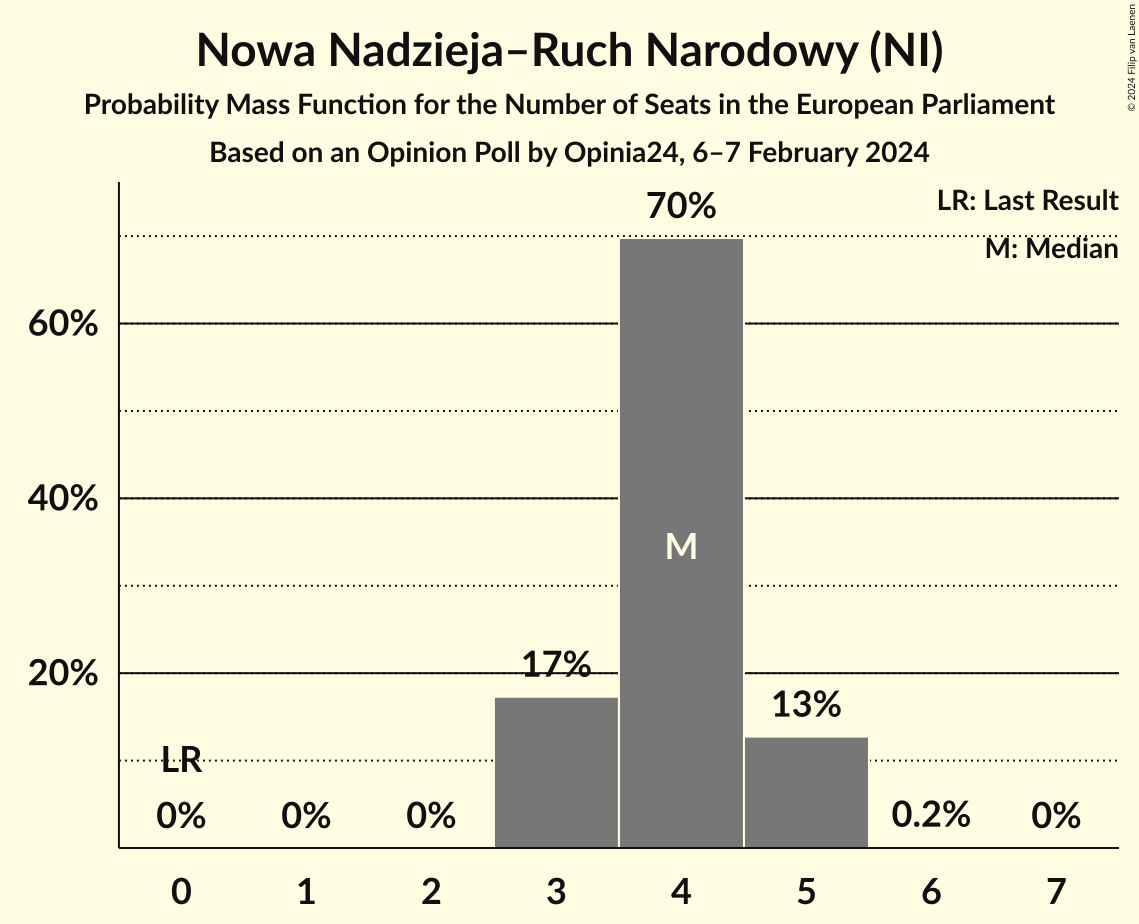 Nowa Nadzieja–Ruch Narodowy (NI)
Probability Mass Function for the Number of Seats in the European Parliament
Based on an Opinion Poll by Opinia24, 6–7 February 2024
© 2024 Filip van Laenen
LR: Last Result
M: Median
70%
60%
40%
M
20%
17%
13%
LR
0%
0%
0%
0.2%
0%
0
1
2
3
4
5
6
7